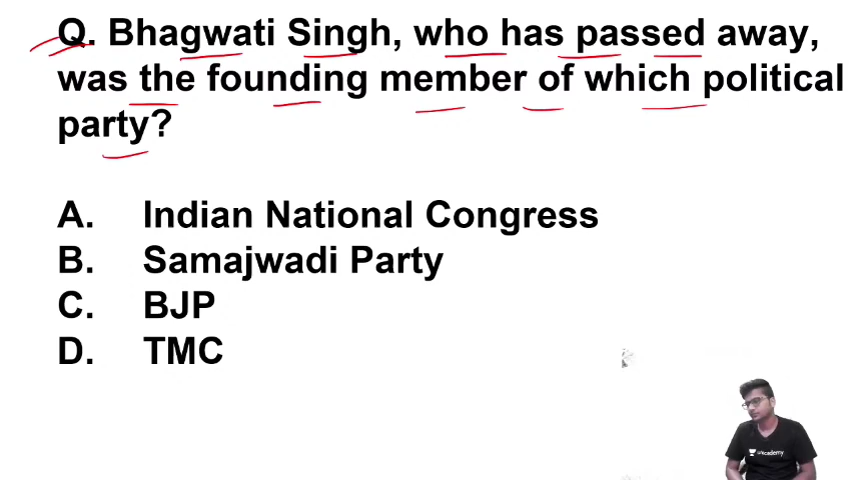 Q. Bhagwati Singh, who has passed away,
was the founding member of which political
party?
A. Indian National Congress
B. Samajwadi Party
C. BJP
D. TMC
unacademy